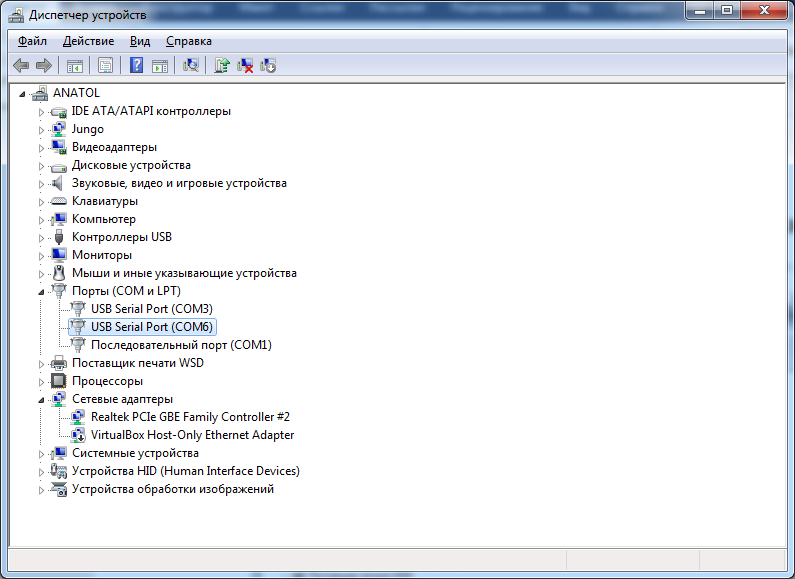 Диспетчер устройств
Файл Действие Вид Справка
ANATOL
IDE ATA/ATAPI контроллеры
Jungo
Видеоадаптеры
Дисковые устройства
Звуковые, видео и игровые устройства
Клавиатуры
Компьютер
Контроллеры USB
Мониторы
Мыши и иные указывающие устройства
Порты (COM и LPT)
USB Serial Port (COM3)
USB Serial Port (COM6)
Последовательный порт (COM1)
Поставщик печати WSD
Процессоры
Сетевые адаптеры
Realtek PCIe GBE Family Controller #2
VirtualBox Host-Only Ethernet Adapter
Системные устройства
Устройства HID (Human Interface Devices)
Устройства обработки изображений